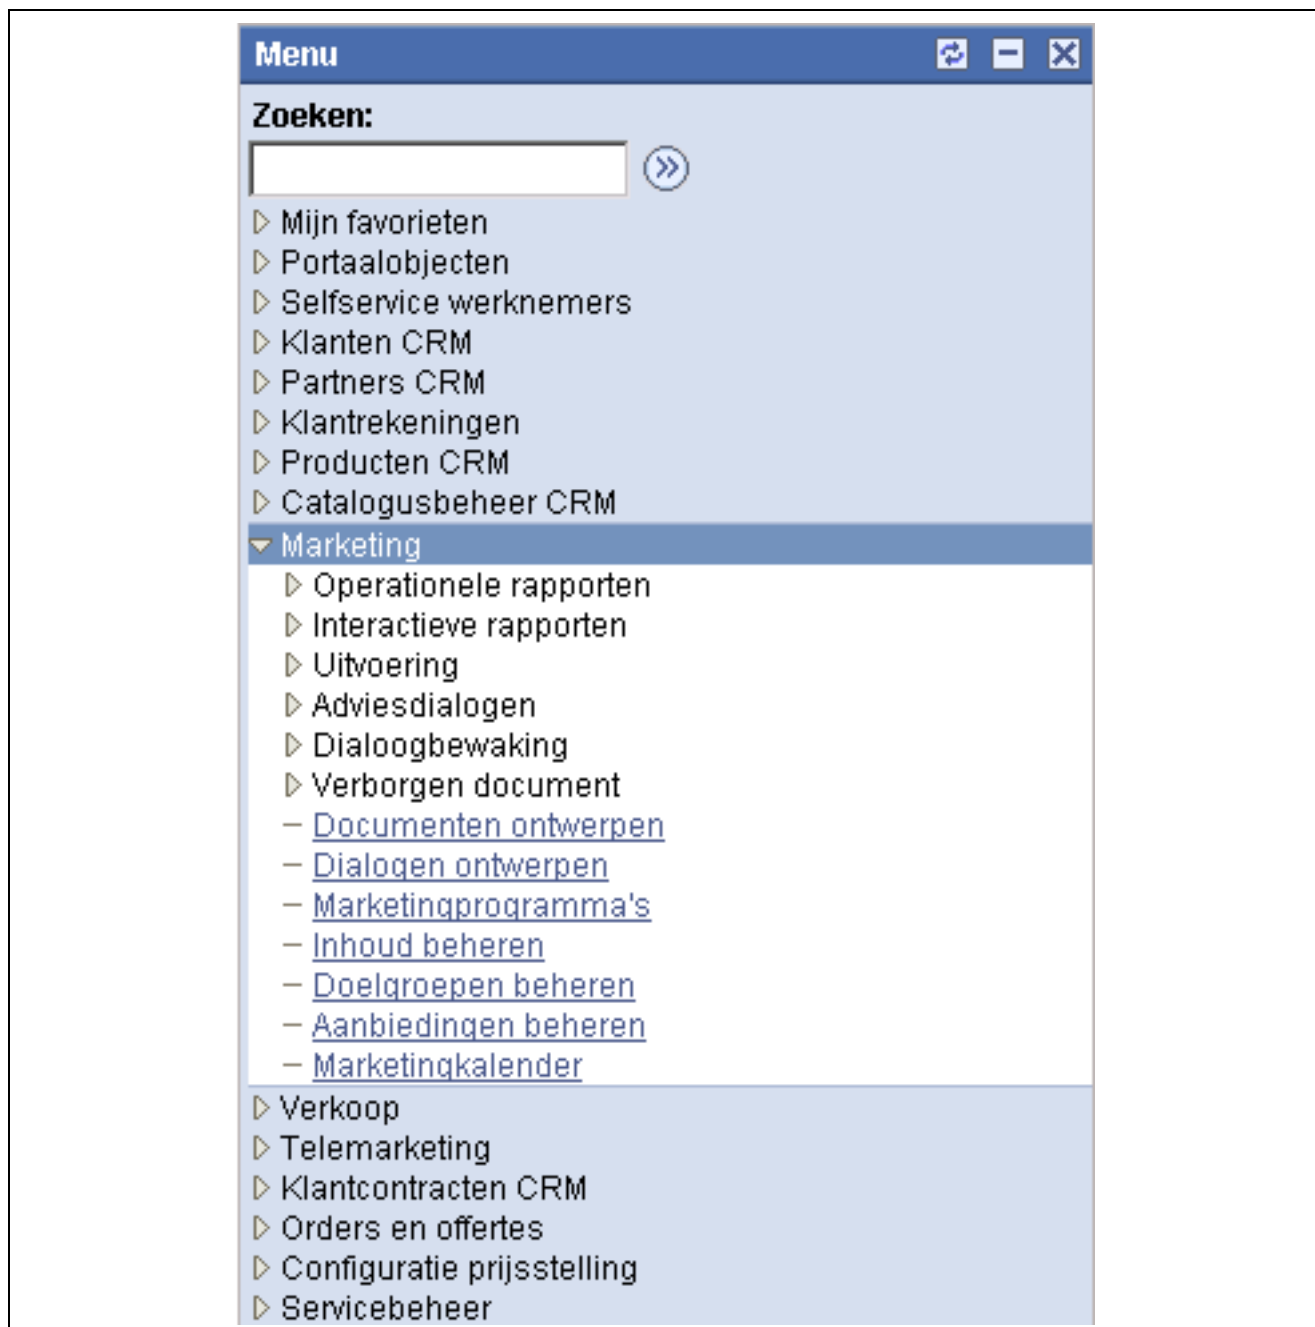 Menu
Zoeken:
Mijn favorieten
Portaalobjecten
Selfservice werknemers
Klanten CRM
Partners CRM
Klantrekeningen
Producten CRM
Catalogusbeheer CRM
Marketing
Operationele rapporten
Interactieve rapporten
Uitvoering
Adviesdialogen
Dialoogbewaking
Verborgen document
Documenten ontwerpen
Dialogen ontwerpen
Marketingprogramma's
Inhoud beheren
Doelgroepen beheren
Aanbiedingen beheren
Marketingkalender
Verkoop
Telemarketing
Klantcontracten CRM
Orders en offertes
Configuratie prijsstelling
Servicebeheer